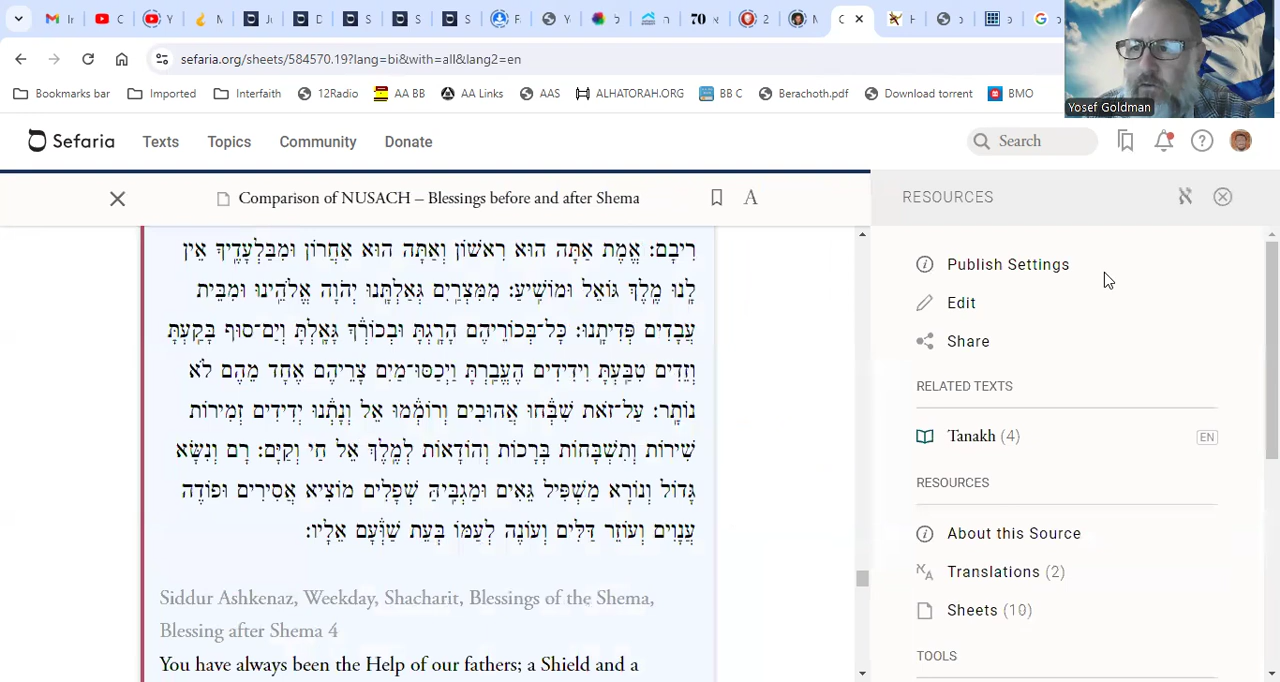 In
Y
M
Ju
D
S
S
S
Fa
Yo
ל
ה
70
א
2
M
C
H
כ
כ
כ
sefaria.org/sheets/584570.19?lang=bi&with=all&lang2=en
Bookmarks bar Imported Interfaith 12Radio AA BB AA Links AAS ALHATORAH.ORG BB C Berachoth.pdf Download torrent BMO
Yosef Goldman
Sefaria Texts Topics Community Donate Search
Comparison of NUSACH – Blessings before and after Shema A
רִיבָם: אֱמֶת אַתָּה הוּא רִאשׁוֹן וְאַתָּה הוּא אַחֲרוֹן וּמִבַּלְעָדֶיךָ אֵין
לָנוּ מֶלֶךְ גּוֹאֵל וּמוֹשִׁיעַ: מִמִּצְרַיִם גְּאַלְתָּנוּ יְהֹוָה אֱלֹהֵינוּ וּמִבֵּית
עֲבָדִים פְּדִיתָנוּ: כָּל־בְּכוֹרֵיהֶם הָרָגְתָּ וּבְכוֹרְ֒ךָ גָּאָלְתָּ וְיַם־סוּף בָּקַעְתָּ
וְזֵדִים טִבַּעְתָּ וִידִידִים הֶעֱבַרְתָּ וַיְכַסּוּ־מַיִם צָרֵיהֶם אֶחָד מֵהֶם לֹא
נוֹתָר: עַל־זֹאת שִׁבְּ֒חוּ אֲהוּבִים וְרוֹמְ֒מוּ אֵל וְנָתְ֒נוּ יְדִידִים זְמִירוֹת
שִׁירוֹת וְתִשְׁבָּחוֹת בְּרָכוֹת וְהוֹדָאוֹת לְמֶלֶךְ אֵל חַי וְקַיָּם: רָם וְנִשָּׂא
גָּדוֹל וְנוֹרָא מַשְׁפִּיל גֵּאִים וּמַגְבִּיהַּ שְׁפָלִים מוֹצִיא אֲסִירִים וּפוֹדֶה
עֲנָוִים וְעוֹזֵר דַּלִּים וְעוֹנֶה לְעַמּוֹ בְּעֵת שַׁוְּ֒עָם אֵלָיו:
Siddur Ashkenaz, Weekday, Shacharit, Blessings of the Shema,
Blessing after Shema 4
You have always been the Help of our fathers; a Shield and a
RESOURCES
Publish Settings
Edit
Share
RELATED TEXTS
Tanakh (4) EN
RESOURCES
About this Source
Translations (2)
Sheets (10)
TOOLS